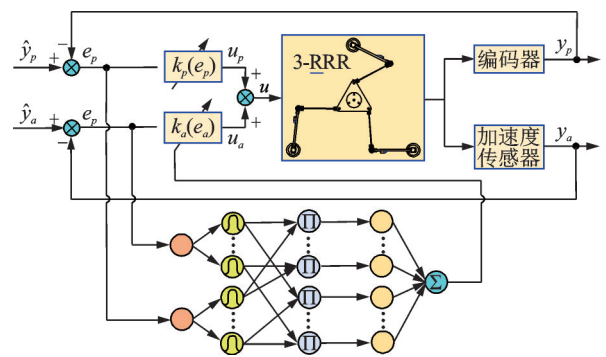 ŷp
−
ep
+
kp(ep)
up
+
u
3-RRR
编码器
yp
ŷa
+
ep
−
ka(ea)
ua
+
加速度
传感器
ya
Π
Π
Π
Π
Σ